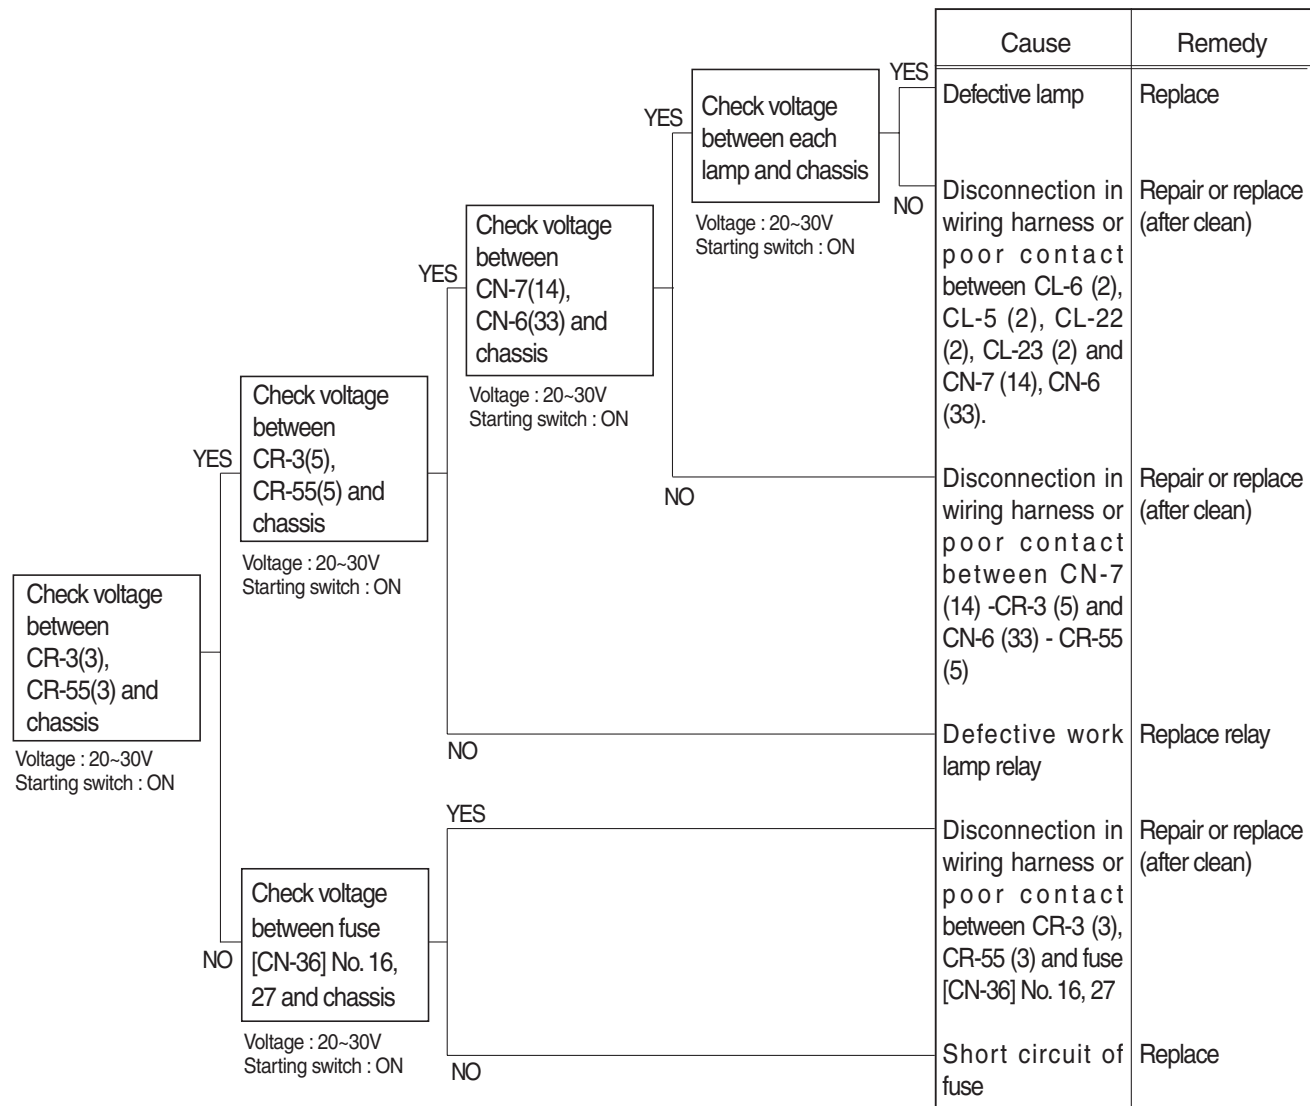 Cause
Remedy
YES
Defective lamp
Replace
YES
Check voltage
between each
lamp and chassis
NO
Voltage : 20~30V
Starting switch : ON
Disconnection in
wiring harness or
poor contact
between CL-6 (2),
CL-5 (2), CL-22
(2), CL-23 (2) and
CN-7 (14), CN-6
(33).
Repair or replace
(after clean)
YES
Check voltage
between
CN-7(14),
CN-6(33) and
chassis
Voltage : 20~30V
Starting switch : ON
NO
Disconnection in
wiring harness or
poor contact
between CN-7
(14) -CR-3 (5) and
CN-6 (33) - CR-55
(5)
Repair or replace
(after clean)
YES
Check voltage
between
CR-3(5),
CR-55(5) and
chassis
Voltage : 20~30V
Starting switch : ON
NO
Defective work
lamp relay
Replace relay
Check voltage
between
CR-3(3),
CR-55(3) and
chassis
Voltage : 20~30V
Starting switch : ON
YES
Disconnection in
wiring harness or
poor contact
between CR-3 (3),
CR-55 (3) and fuse
[CN-36] No. 16, 27
Repair or replace
(after clean)
NO
Check voltage
between fuse
[CN-36] No. 16,
27 and chassis
Voltage : 20~30V
Starting switch : ON
NO
Short circuit of
fuse
Replace